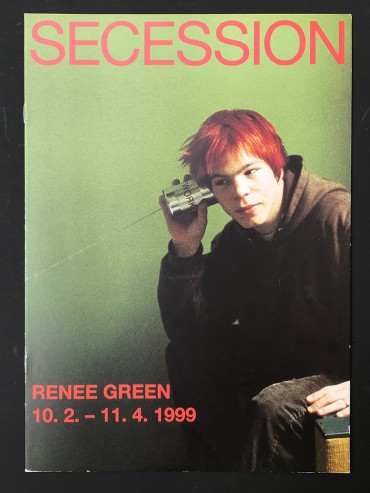 SECESSION
RENEE GREEN
10. 2. – 11. 4. 1999